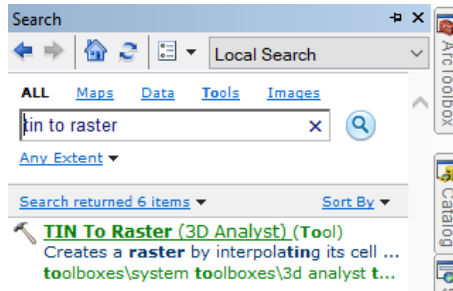 Search
Local Search
ALL Maps Data Tools Images
tin to raster
Any Extent
Search returned 6 items Sort By
TIN To Raster (3D Analyst) (Tool)
Creates a raster by interpolating its cell ...
toolboxes\system toolboxes\3d analyst t...
ArcToolbox
Catalog